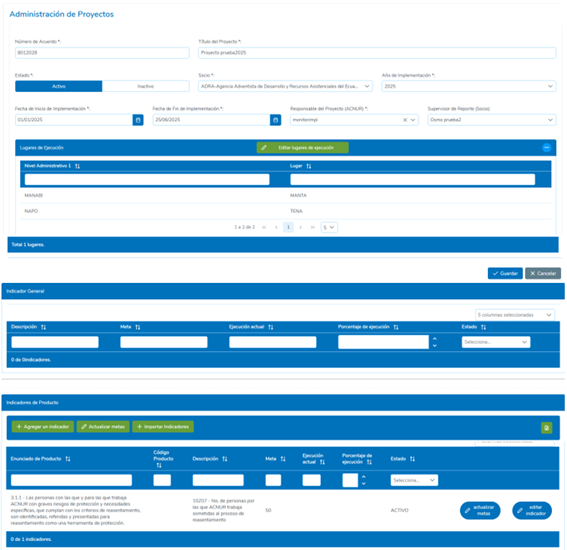 Administración de Proyectos
Número de Acuerdo *:
Título del Proyecto *:
8012028
Proyecto prueba2025
Estado *:
Socio *:
Año de Implementación *:
Activo
Inactivo
ADRA-Agencia Adventista de Desarrollo y Recursos Asistenciales del Ecua...
2025
Fecha de Inicio de Implementación *:
Fecha de Fin de Implementación *:
Responsable del Proyecto (ACNUR) *:
Supervisor de Reporte (Socio):
01/01/2025
25/06/2025
monitorimpl
Osma prueba2
Lugares de Ejecución
Editar lugares de ejecución
Nivel Administrativo 1
Lugar
MANABI
MANTA
NAPO
TENA
1 a 2 de 2
1
5
Total 1 lugares.
Guardar
Cancelar
Indicador General
5 columnas seleccionadas
Descripción
Meta
Ejecución actual
Porcentaje de ejecución
Estado
Selecciona...
0 de 0indicadores.
Indicadores de Producto
Agregar un indicador
Actualizar metas
Importar Indicadores
Enunciado de Producto
Código Producto
Descripción
Meta
Ejecución actual
Porcentaje de ejecución
Estado
Selecciona...
3.1.1 - Las personas con las que y para las que trabaja
ACNUR con graves riesgos de protección y necesidades
específicas, que cumplan con los criterios de reasentamiento,
son identificadas, referidas y presentadas para
reasentamiento como una herramienta de protección.
10207 - No. de personas por
las que ACNUR trabaja
sometidas al proceso de
reasentamiento
50
ACTIVO
actualizar metas
editar indicador
0 de 1 indicadores.